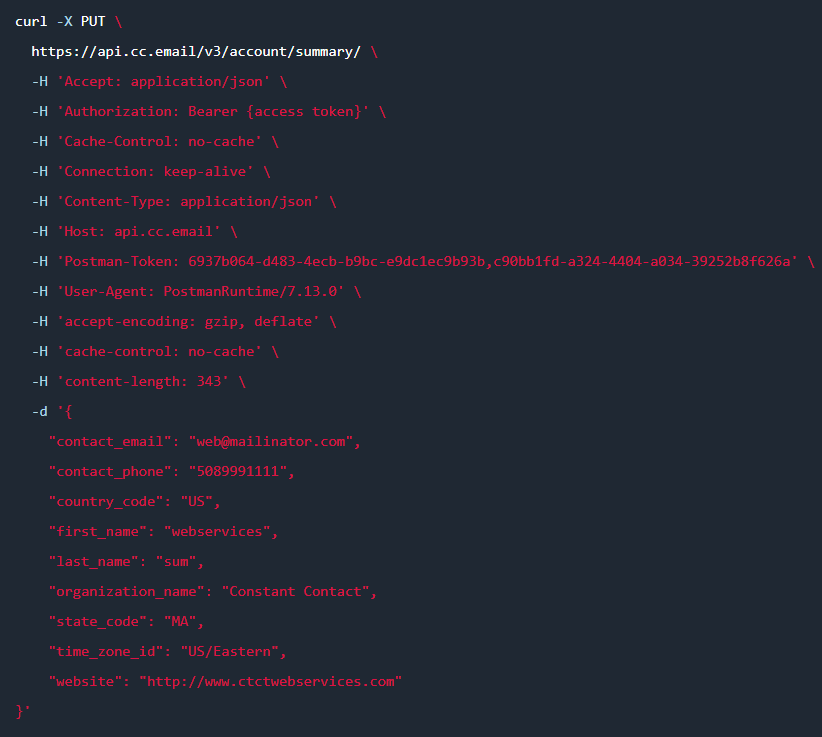 curl -X PUT \
https://api.cc.email/v3/account/summary/ \
-H 'Accept: application/json' \
-H 'Authorization: Bearer {access token}' \
-H 'Cache-Control: no-cache' \
-H 'Connection: keep-alive' \
-H 'Content-Type: application/json' \
-H 'Host: api.cc.email' \
-H 'Postman-Token: 6937b064-d483-4ecb-b9bc-e9dc1ec9b93b,c90bb1fd-a324-4404-a034-39252b8f626a' \
-H 'User-Agent: PostmanRuntime/7.13.0' \
-H 'accept-encoding: gzip, deflate' \
-H 'cache-control: no-cache' \
-H 'content-length: 343' \
-d '{
"contact_email": "web@mailinator.com",
"contact_phone": "5089991111",
"country_code": "US",
"first_name": "webservices",
"last_name": "sum",
"organization_name": "Constant Contact",
"state_code": "MA",
"time_zone_id": "US/Eastern",
"website": "http://www.ctctwebservices.com"
}'